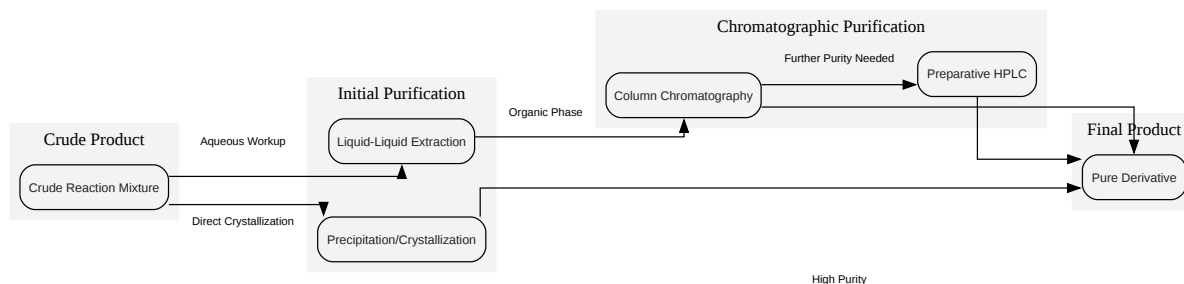 Chromatographic Purification
Further Purity Needed
Preparative HPLC
Column Chromatography
Initial Purification
Organic Phase
Liquid-Liquid Extraction
Crude Product
Aqueous Workup
Crude Reaction Mixture
Direct Crystallization
Precipitation/Crystallization
Final Product
Pure Derivative
High Purity